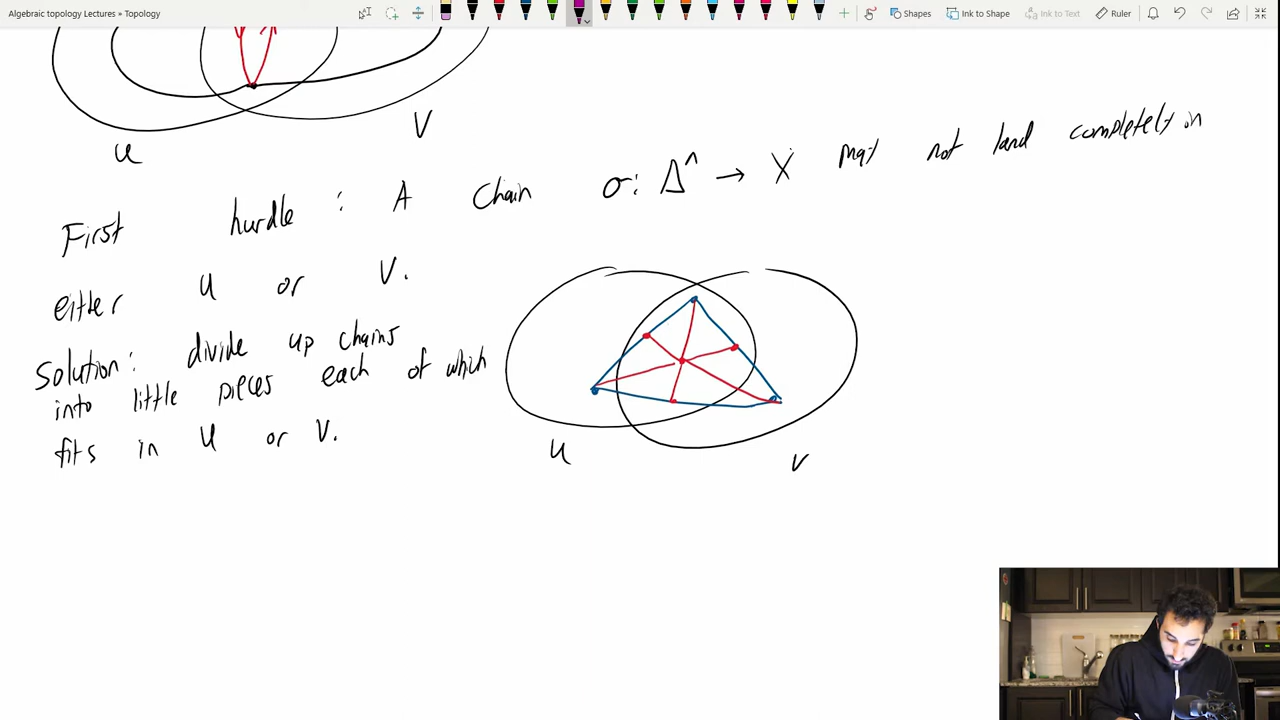 Algebraic topology Lectures » Topology
Shapes
Ink to Shape
Ink to Text
Ruler
V
U
First hurdle: A chain σ: Δⁿ → X may not land completely in
either U or V.
Solution: divide up chains
into little pieces each of which
fits in U or V.
U
V